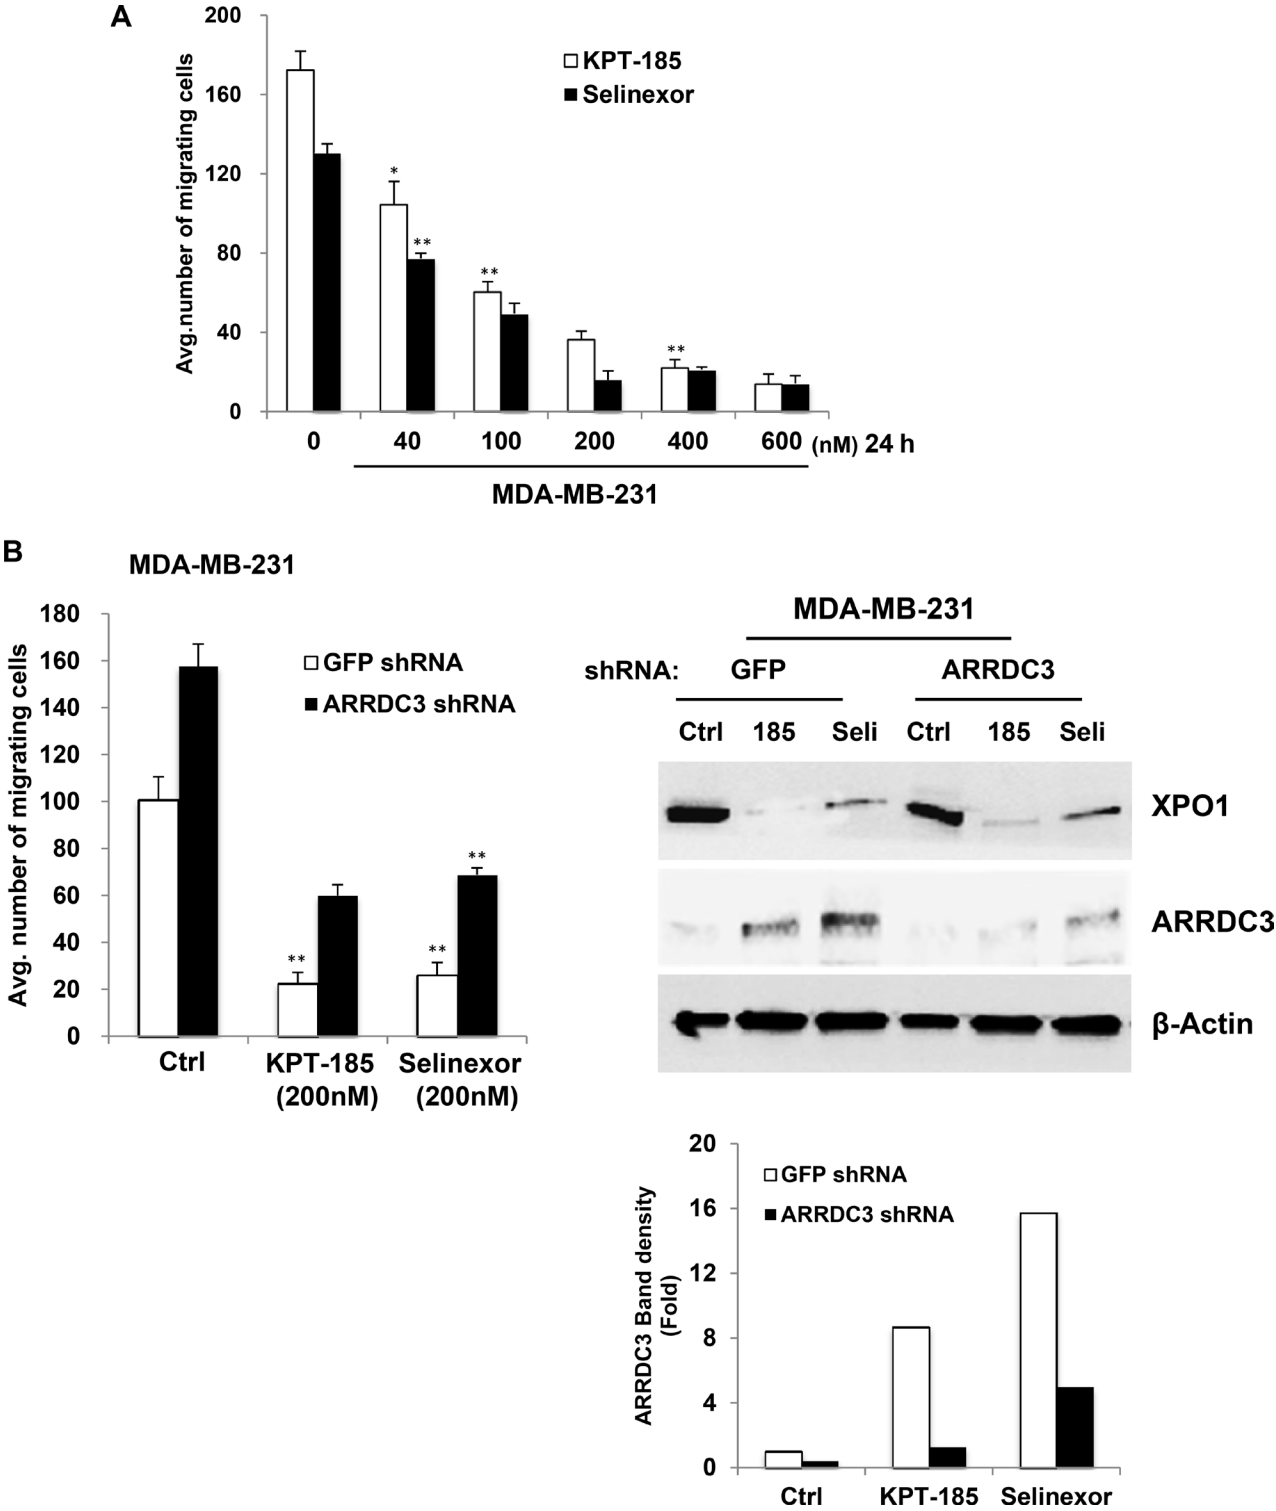 A
200
160
120
80
40
0
Avg.number of migrating cells
KPT-185
Selinexor
*
**
**
**
0 40 100 200 400 600 (nM) 24 h
MDA-MB-231
B
MDA-MB-231
180
160
140
120
100
80
60
40
20
0
Avg. number of migrating cells
GFP shRNA
ARRDC3 shRNA
**
**
**
Ctrl KPT-185 Selinexor
(200nM) (200nM)
MDA-MB-231
shRNA: GFP ARRDC3
Ctrl 185 Seli Ctrl 185 Seli
XPO1
ARRDC3
β-Actin
20
16
12
8
4
0
ARRDC3 Band density
(Fold)
GFP shRNA
ARRDC3 shRNA
Ctrl KPT-185 Selinexor